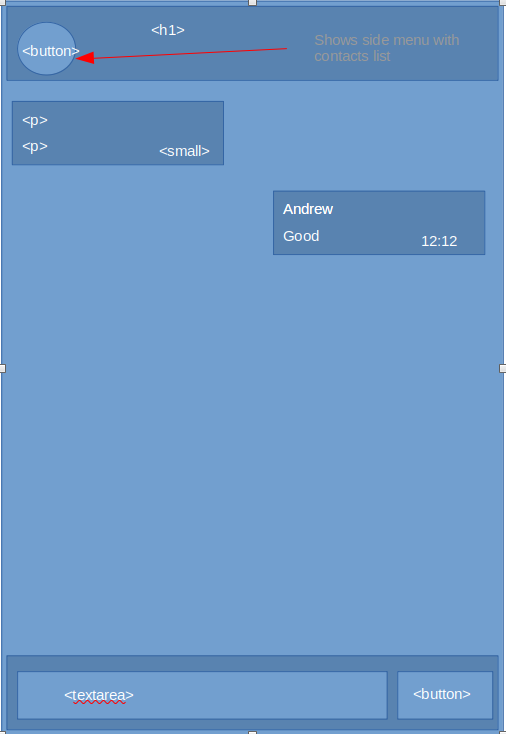 <h1>
<button>
Shows side menu with
contacts list
<p>
<p>
<small>
Andrew
Good
12:12
<textarea>
<button>